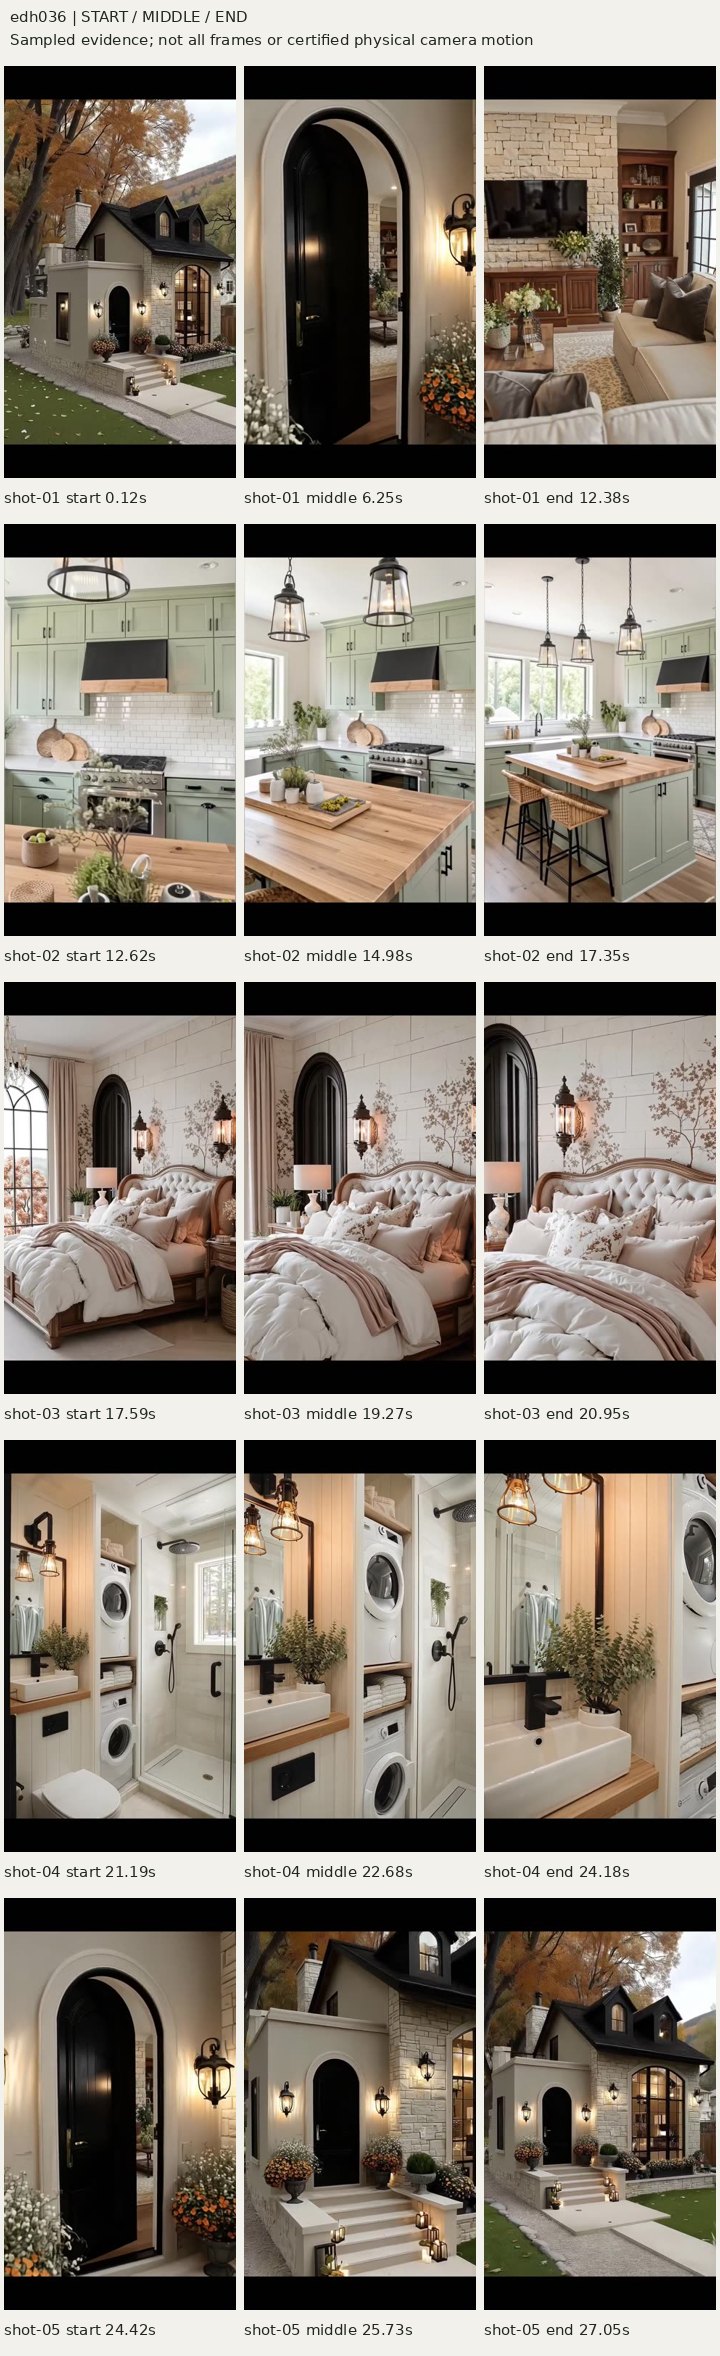 edh036 | START / MIDDLE / END
Sampled evidence; not all frames or certified physical camera motion
shot-01 start 0.12s
shot-01 middle 6.25s
shot-01 end 12.38s
shot-02 start 12.62s
shot-02 middle 14.98s
shot-02 end 17.35s
shot-03 start 17.59s
shot-03 middle 19.27s
shot-03 end 20.95s
shot-04 start 21.19s
shot-04 middle 22.68s
shot-04 end 24.18s
shot-05 start 24.42s
shot-05 middle 25.73s
shot-05 end 27.05s